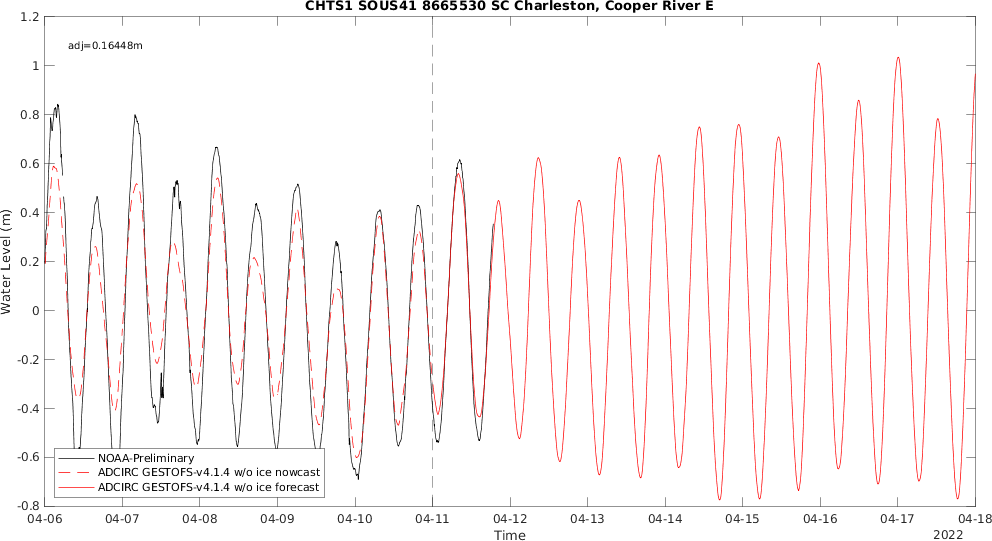 CHTS1 SOUS41 8665530 SC Charleston, Cooper River E
1.2
1
0.8
0.6
0.4
0.2
0
-0.2
-0.4
-0.6
-0.8
Water Level (m)
adj=0.16448m
NOAA-Preliminary
ADCIRC GESTOFS-v4.1.4 w/o ice nowcast
ADCIRC GESTOFS-v4.1.4 w/o ice forecast
04-06 04-07 04-08 04-09 04-10 04-11 04-12 04-13 04-14 04-15 04-16 04-17 04-18
Time
2022